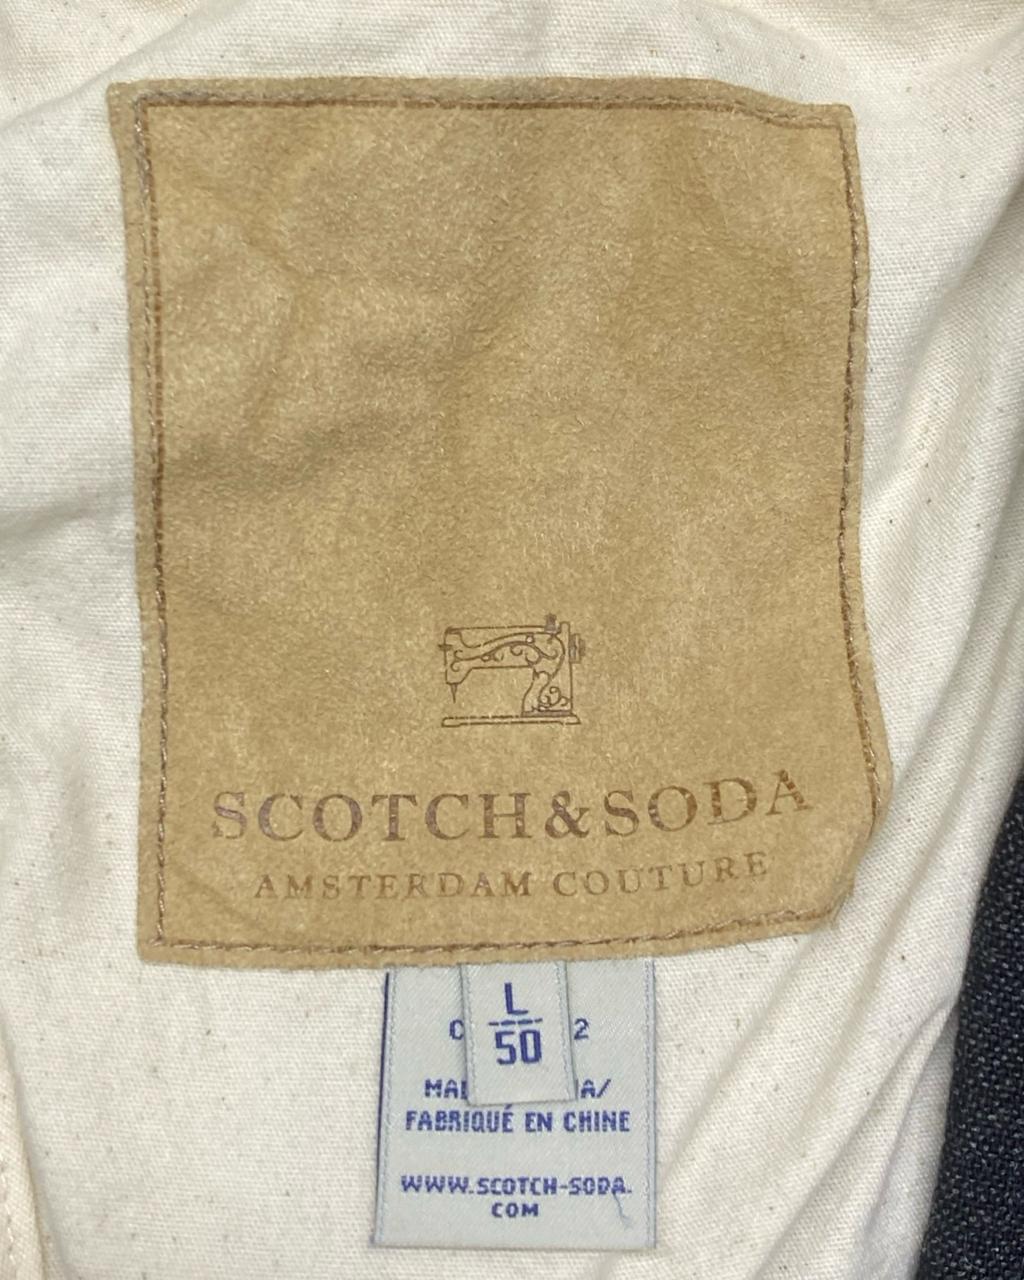 SCOTCH&SODA
AMSTERDAM COUTURE
L
50
FABRIQUÉ EN CHINE
WWW.SCOTCH-SODA.
COM